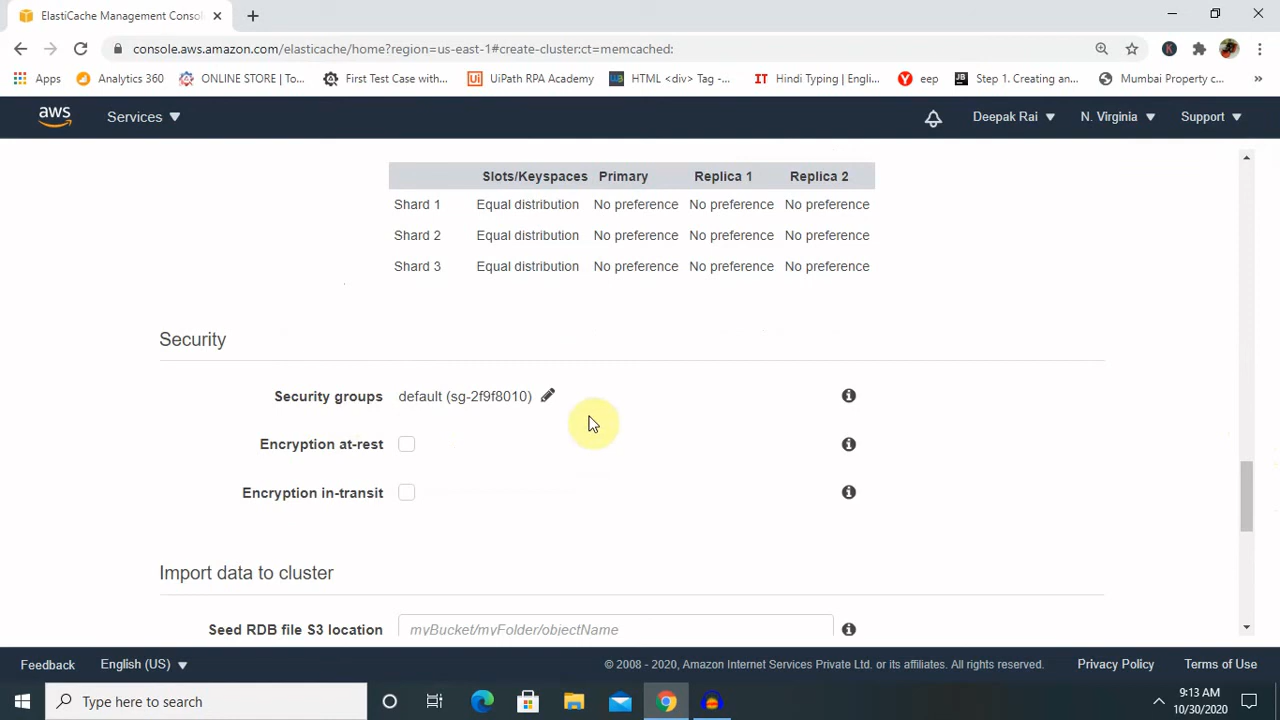 ElastiCache Management Consol
console.aws.amazon.com/elasticache/home?region=us-east-1#create-cluster:ct=memcached:
Apps Analytics 360 ONLINE STORE | To... First Test Case with... UiPath RPA Academy HTML <div> Tag -... IT Hindi Typing | Engli... eep Step 1. Creating an... Mumbai Property c... »
aws Services Deepak Rai N. Virginia Support
Slots/Keyspaces Primary Replica 1 Replica 2
Shard 1 Equal distribution No preference No preference No preference
Shard 2 Equal distribution No preference No preference No preference
Shard 3 Equal distribution No preference No preference No preference
Security
Security groups default (sg-2f9f8010)
Encryption at-rest
Encryption in-transit
Import data to cluster
Seed RDB file S3 location myBucket/myFolder/objectName
Feedback English (US) © 2008 - 2020, Amazon Internet Services Private Ltd. or its affiliates. All rights reserved. Privacy Policy Terms of Use
Type here to search
9:13 AM
10/30/2020